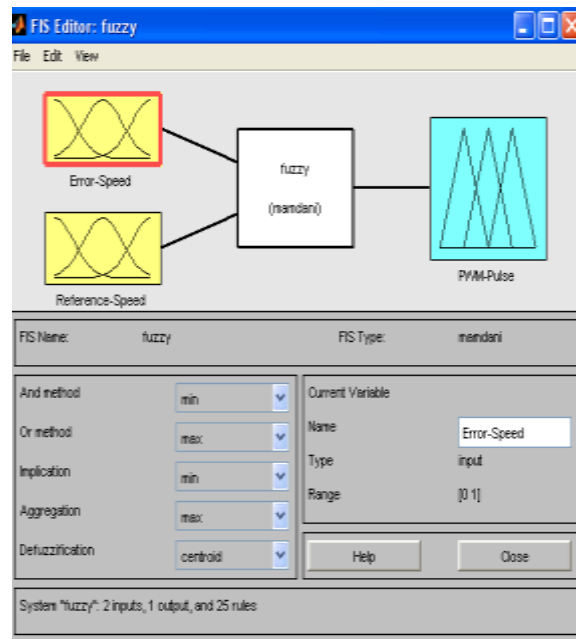 FIS Editor: fuzzy
File Edit View
Error-Speed
fuzzy
(mamdani)
Reference-Speed
PWM-Pulse
FIS Name: fuzzy FIS Type: mamdani
And method min
Or method max
Implication min
Aggregation max
Defuzzification centroid
Current Variable
Name Error-Speed
Type input
Range [0 1]
Help Close
System "fuzzy": 2 inputs, 1 output, and 25 rules